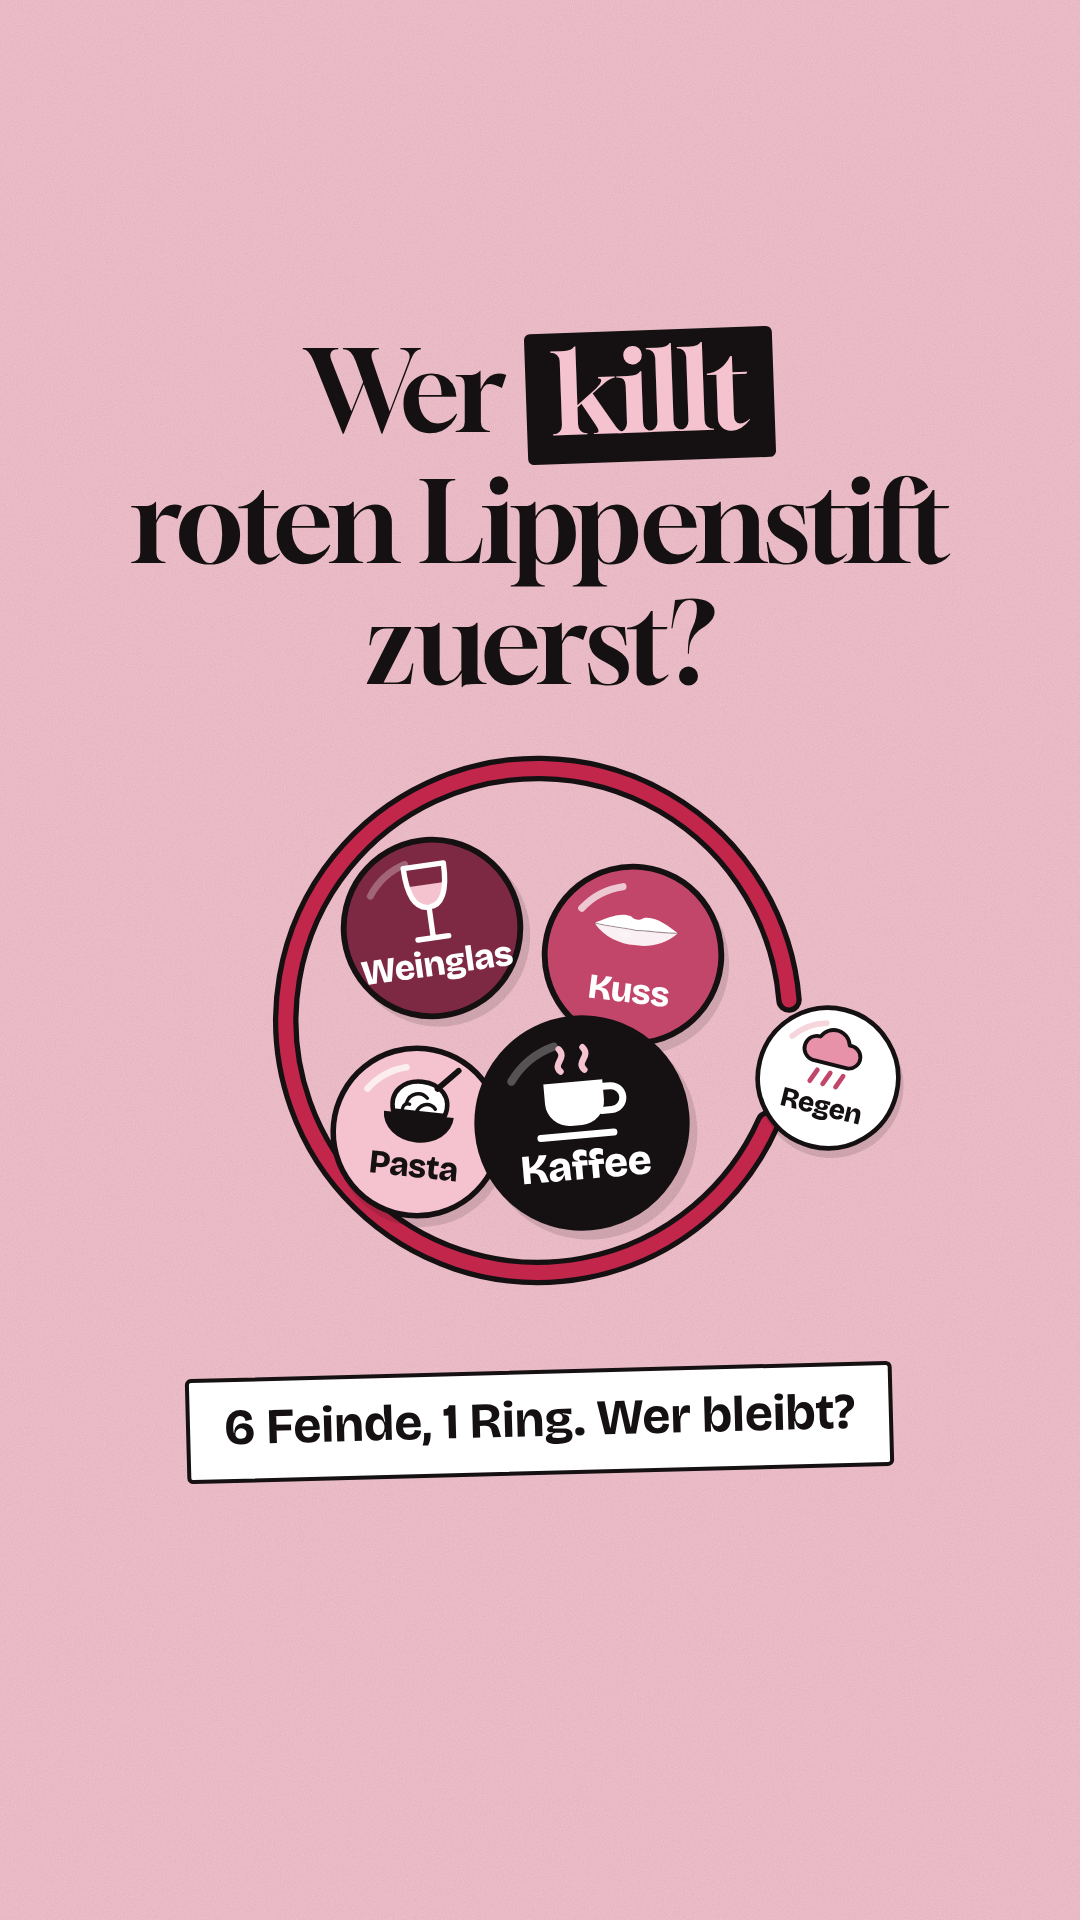 Wer killt
roten Lippenstift
zuerst?
Weinglas
Kuss
Regen
Pasta
Kaffee
6 Feinde, 1 Ring. Wer bleibt?